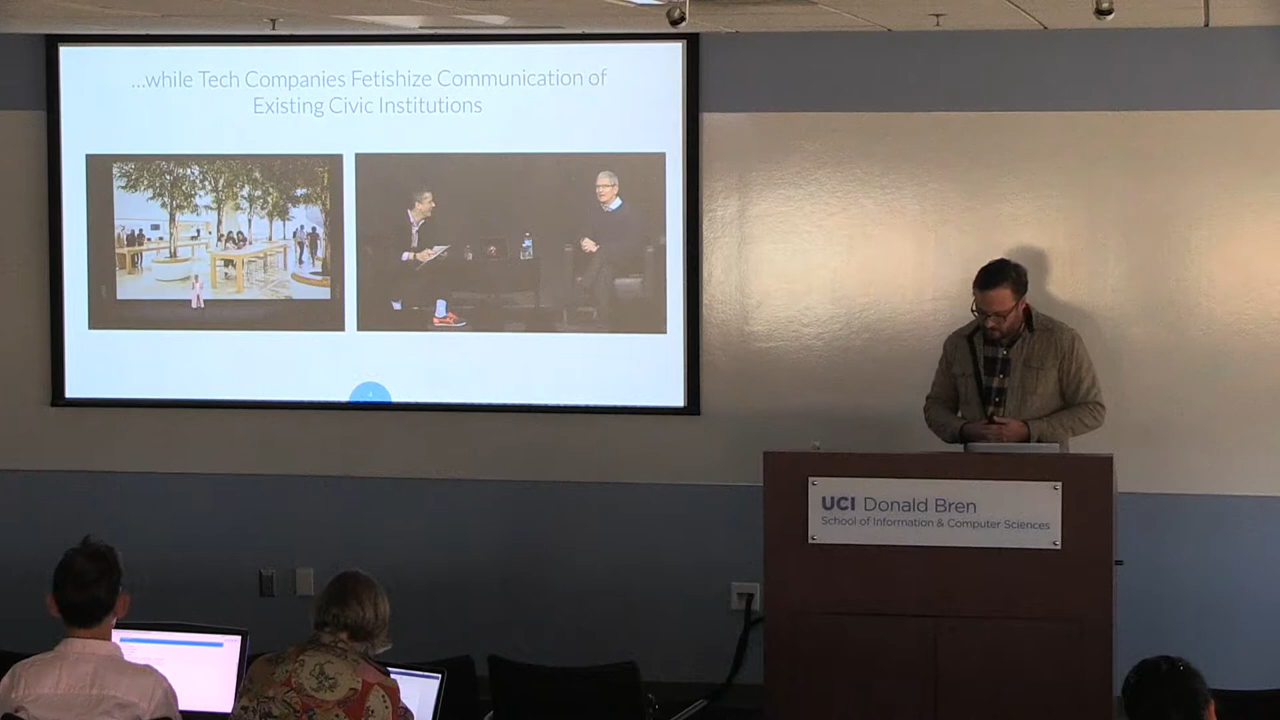 ...while Tech Companies Fetishize Communication of
Existing Civic Institutions
UCI Donald Bren
School of Information & Computer Sciences